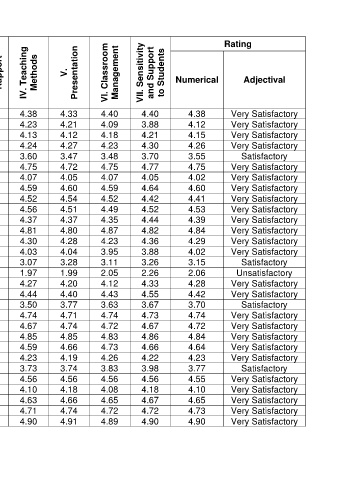 Rapport
IV. Teaching Methods
V. Presentation
VI. Classroom Management
VII. Sensitivity and Support to Students
Rating
Numerical Adjectival
4.38 4.33 4.40 4.40 4.38 Very Satisfactory
4.23 4.21 4.09 3.88 4.12 Very Satisfactory
4.13 4.12 4.18 4.21 4.15 Very Satisfactory
4.24 4.27 4.23 4.30 4.26 Very Satisfactory
3.60 3.47 3.48 3.70 3.55 Satisfactory
4.75 4.72 4.75 4.77 4.75 Very Satisfactory
4.07 4.05 4.07 4.05 4.02 Very Satisfactory
4.59 4.60 4.59 4.64 4.60 Very Satisfactory
4.52 4.54 4.52 4.42 4.41 Very Satisfactory
4.56 4.51 4.49 4.52 4.53 Very Satisfactory
4.37 4.37 4.35 4.44 4.39 Very Satisfactory
4.81 4.80 4.87 4.82 4.84 Very Satisfactory
4.30 4.28 4.23 4.36 4.29 Very Satisfactory
4.03 4.04 3.95 3.88 4.02 Very Satisfactory
3.07 3.28 3.11 3.26 3.15 Satisfactory
1.97 1.99 2.05 2.26 2.06 Unsatisfactory
4.27 4.20 4.12 4.33 4.28 Very Satisfactory
4.44 4.40 4.43 4.55 4.42 Very Satisfactory
3.50 3.77 3.63 3.67 3.70 Satisfactory
4.74 4.71 4.74 4.73 4.74 Very Satisfactory
4.67 4.74 4.72 4.67 4.72 Very Satisfactory
4.85 4.85 4.83 4.86 4.84 Very Satisfactory
4.59 4.66 4.73 4.66 4.64 Very Satisfactory
4.23 4.19 4.26 4.22 4.23 Very Satisfactory
3.73 3.74 3.83 3.98 3.77 Satisfactory
4.56 4.56 4.56 4.56 4.55 Very Satisfactory
4.10 4.18 4.08 4.18 4.10 Very Satisfactory
4.63 4.66 4.65 4.67 4.65 Very Satisfactory
4.71 4.74 4.72 4.72 4.73 Very Satisfactory
4.90 4.91 4.89 4.90 4.90 Very Satisfactory